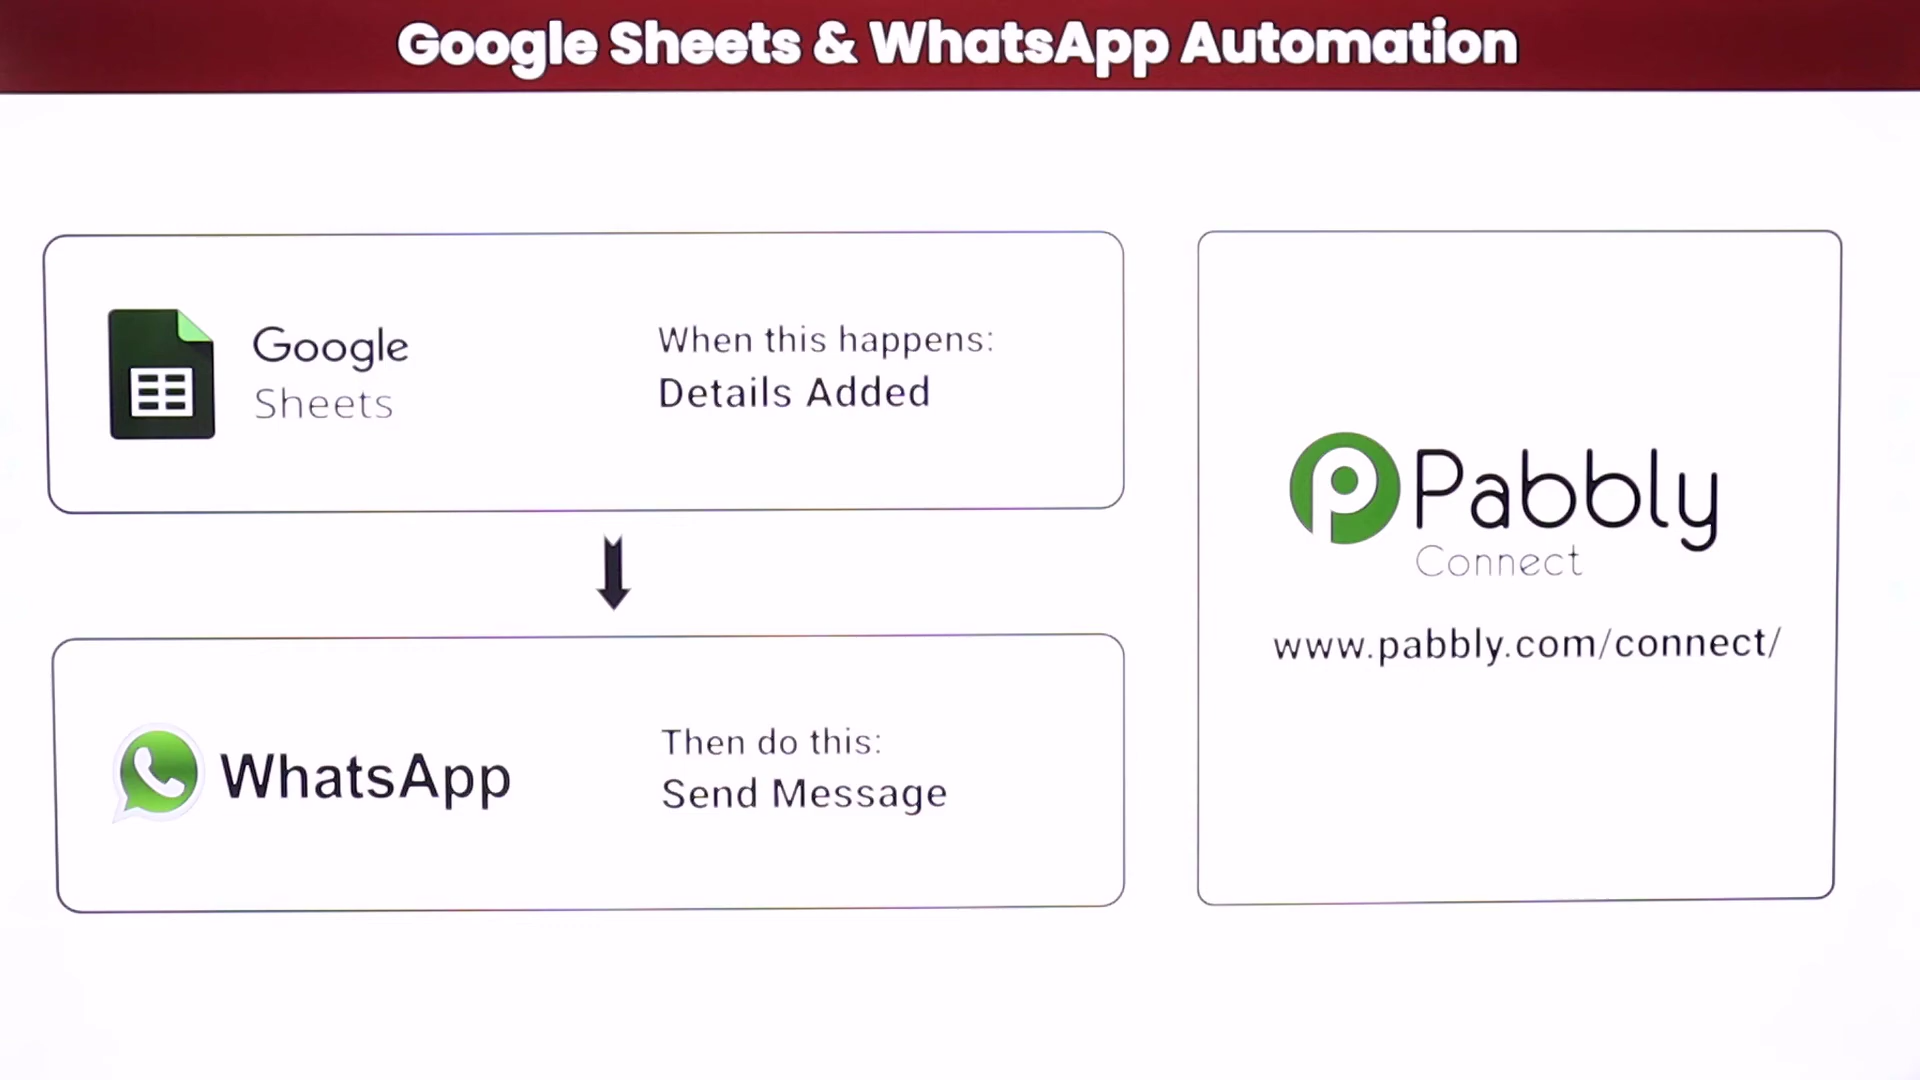 Google Sheets & WhatsApp Automation
Google
Sheets
When this happens:
Details Added
WhatsApp
Then do this:
Send Message
Pabbly
Connect
www.pabbly.com/connect/